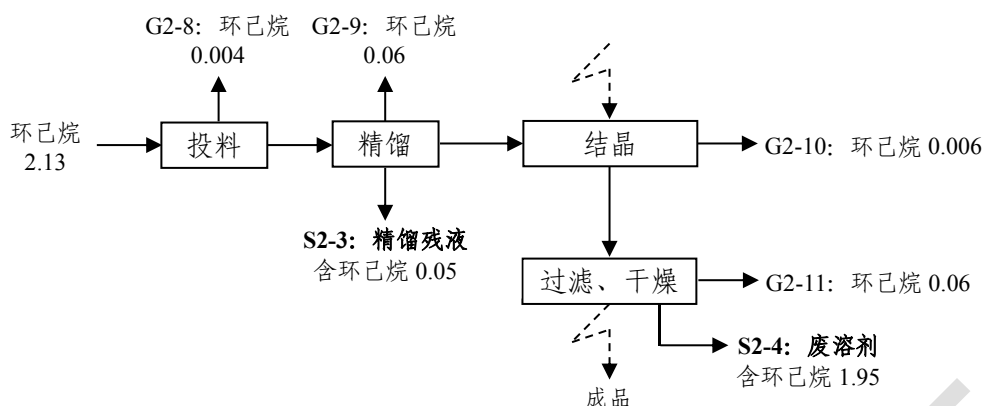 G2-8：环己烷
0.004
G2-9：环己烷
0.06
环己烷
2.13
投料
精馏
结晶
G2-10：环己烷 0.006
S2-3：精馏残液
含环己烷 0.05
过滤、干燥
G2-11：环己烷 0.06
S2-4：废溶剂
含环己烷 1.95
成品